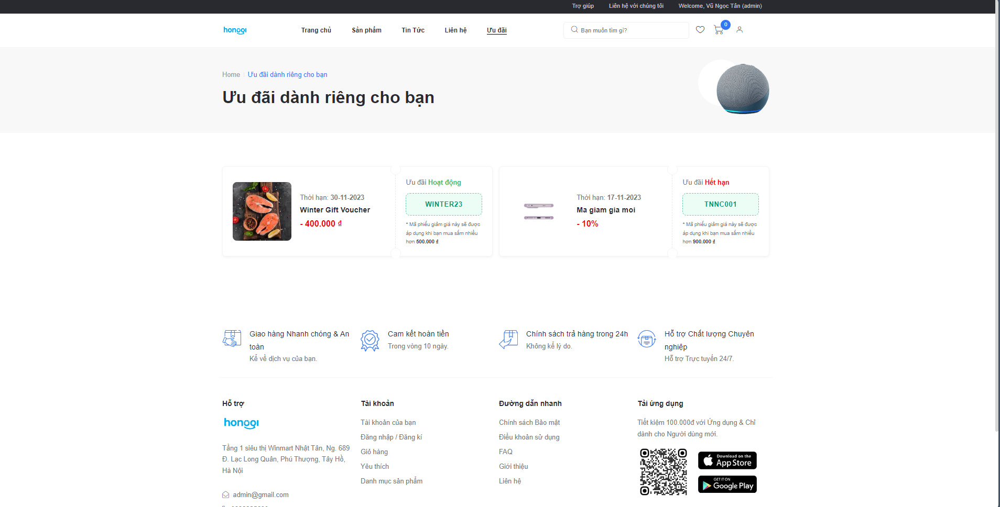 Trợ giúp
Liên hệ với chúng tôi
Welcome, Vũ Ngọc Tân (admin)
hongqi
Trang chủ
Sản phẩm
Tin Tức
Liên hệ
Ưu đãi
Bạn muốn tìm gì?
0
Home
Ưu đãi dành riêng cho bạn
Ưu đãi dành riêng cho bạn
Thời hạn: 30-11-2023
Winter Gift Voucher
- 400.000 ₫
Ưu đãi Hoạt động
WINTER23
* Mã phiếu giảm giá này sẽ được
áp dụng khi bạn mua sắm nhiều
hơn 500.000 ₫
Thời hạn: 17-11-2023
Ma giam gia moi
- 10%
Ưu đãi Hết hạn
TNNC001
* Mã phiếu giảm giá này sẽ được
áp dụng khi bạn mua sắm nhiều
hơn 900.000 ₫
Giao hàng Nhanh chóng & An
toàn
Kể về dịch vụ của bạn.
Cam kết hoàn tiền
Trong vòng 10 ngày.
Chính sách trả hàng trong 24h
Không kể lý do.
Hỗ trợ Chất lượng Chuyên
nghiệp
Hỗ trợ Trực tuyến 24/7.
Hỗ trợ
hongqi
Tầng 1 siêu thị Winmart Nhật Tân, Ng. 689
Đ. Lạc Long Quân, Phú Thượng, Tây Hồ,
Hà Nội
admin@gmail.com
Tài khoản
Tài khoản của bạn
Đăng nhập / Đăng kí
Giỏ hàng
Yêu thích
Danh mục sản phẩm
Đường dẫn nhanh
Chính sách Bảo mật
Điều khoản sử dụng
FAQ
Giới thiệu
Liên hệ
Tải ứng dụng
Tiết kiệm 100.000đ với Ứng dụng & Chỉ
dành cho Người dùng mới.
Download on the
App Store
GET IT ON
Google Play